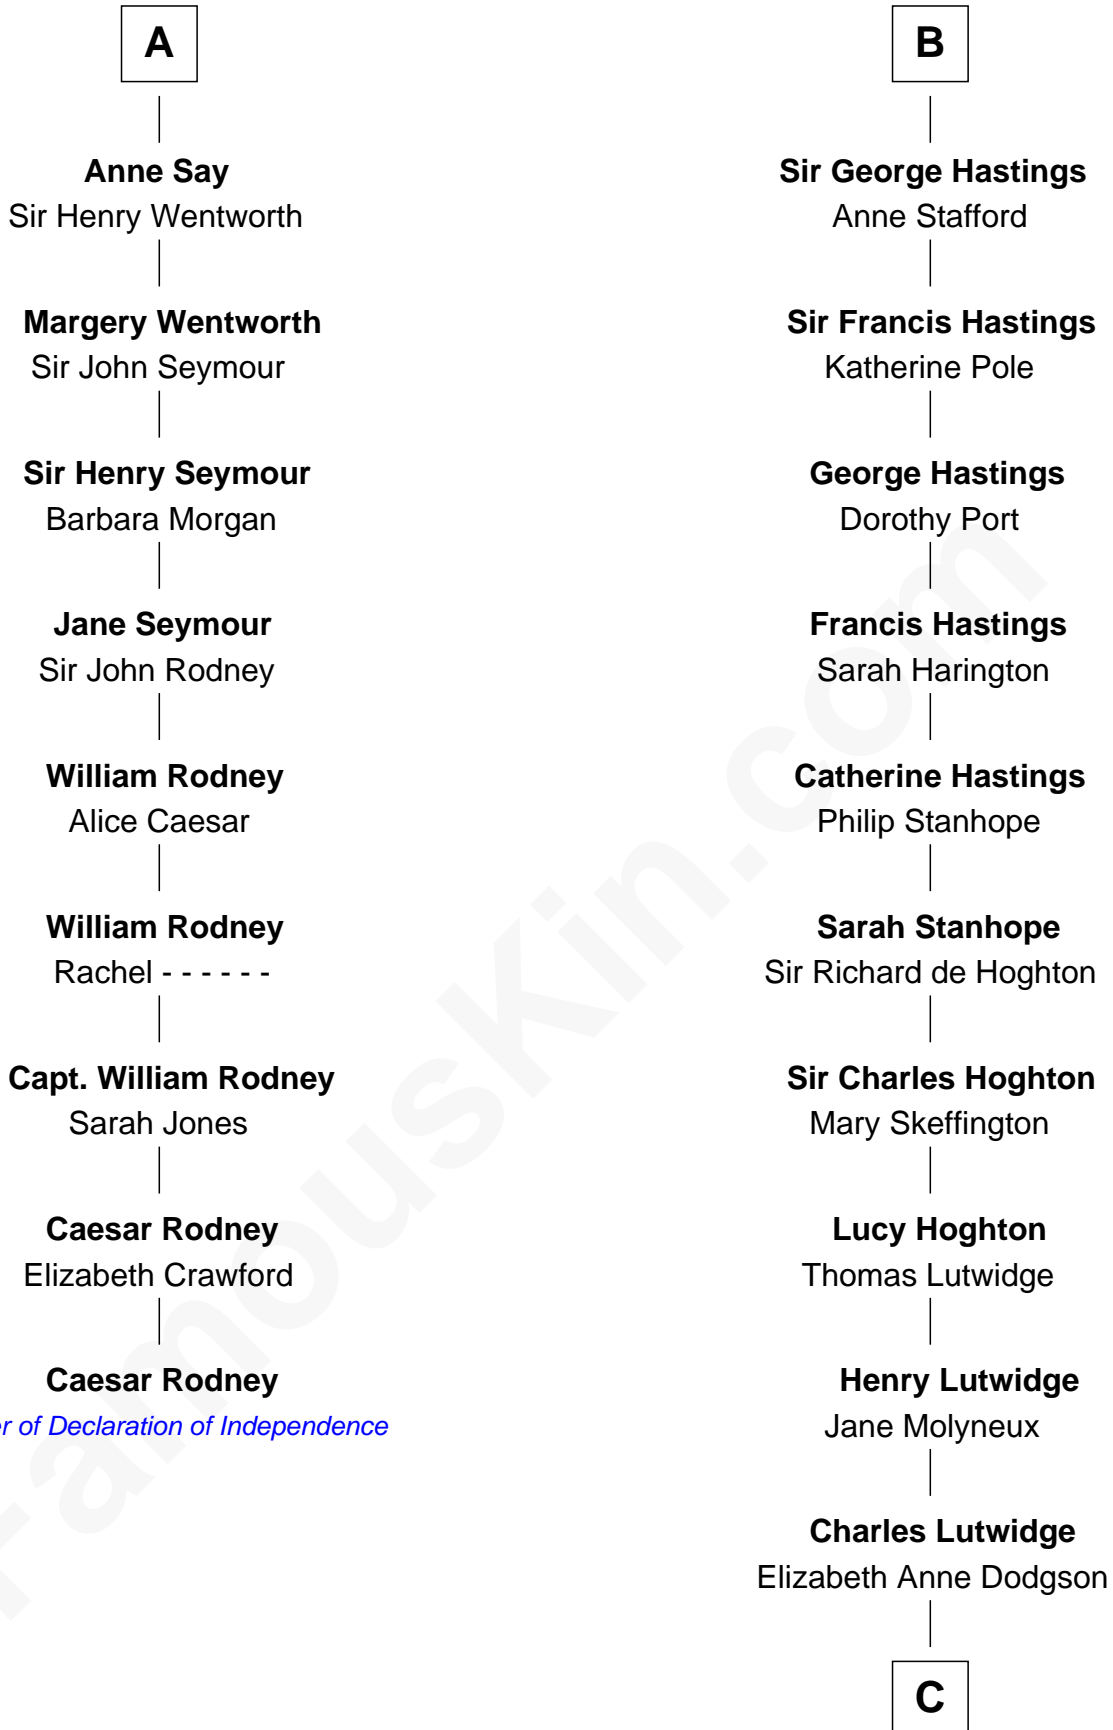 A
Anne Say
Sir Henry Wentworth
Margery Wentworth
Sir John Seymour
Sir Henry Seymour
Barbara Morgan
Jane Seymour
Sir John Rodney
William Rodney
Alice Caesar
William Rodney
Rachel - - - - - -
Capt. William Rodney
Sarah Jones
Caesar Rodney
Elizabeth Crawford
Caesar Rodney
of Declaration of Independence
B
Sir George Hastings
Anne Stafford
Sir Francis Hastings
Katherine Pole
George Hastings
Dorothy Port
Francis Hastings
Sarah Harington
Catherine Hastings
Philip Stanhope
Sarah Stanhope
Sir Richard de Hoghton
Sir Charles Hoghton
Mary Skeffington
Lucy Hoghton
Thomas Lutwidge
Henry Lutwidge
Jane Molyneux
Charles Lutwidge
Elizabeth Anne Dodgson
C
FamousKin.com